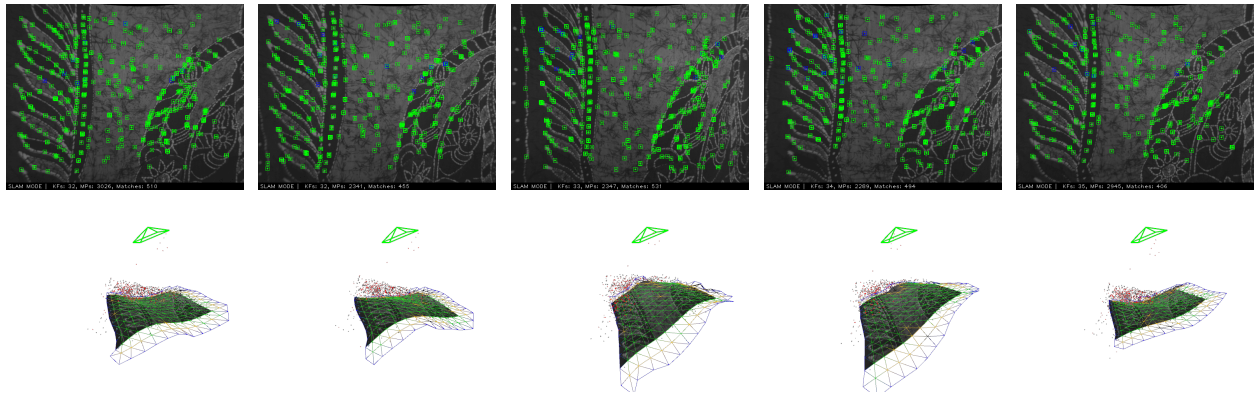 SLAM MODE | KFs: 32, MPs: 3026, Matches: 510
SLAM MODE | KFs: 32, MPs: 2341, Matches: 455
SLAM MODE | KFs: 33, MPs: 2347, Matches: 531
SLAM MODE | KFs: 34, MPs: 2289, Matches: 494
SLAM MODE | KFs: 35, MPs: 2945, Matches: 406